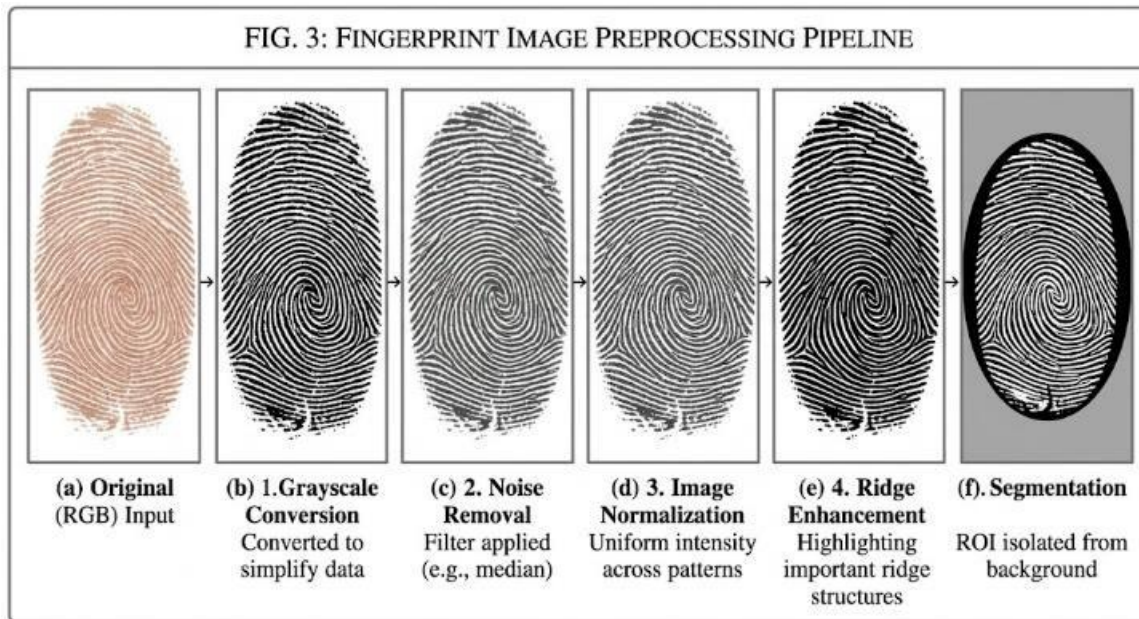 FIG. 3: FINGERPRINT IMAGE PREPROCESSING PIPELINE
(a) Original
(RGB) Input
(b) 1.Grayscale
Conversion
Converted to
simplify data
(c) 2. Noise
Removal
Filter applied
(e.g., median)
(d) 3. Image
Normalization
Uniform intensity
across patterns
(e) 4. Ridge
Enhancement
Highlighting
important ridge
structures
(f). Segmentation
ROI isolated from
background